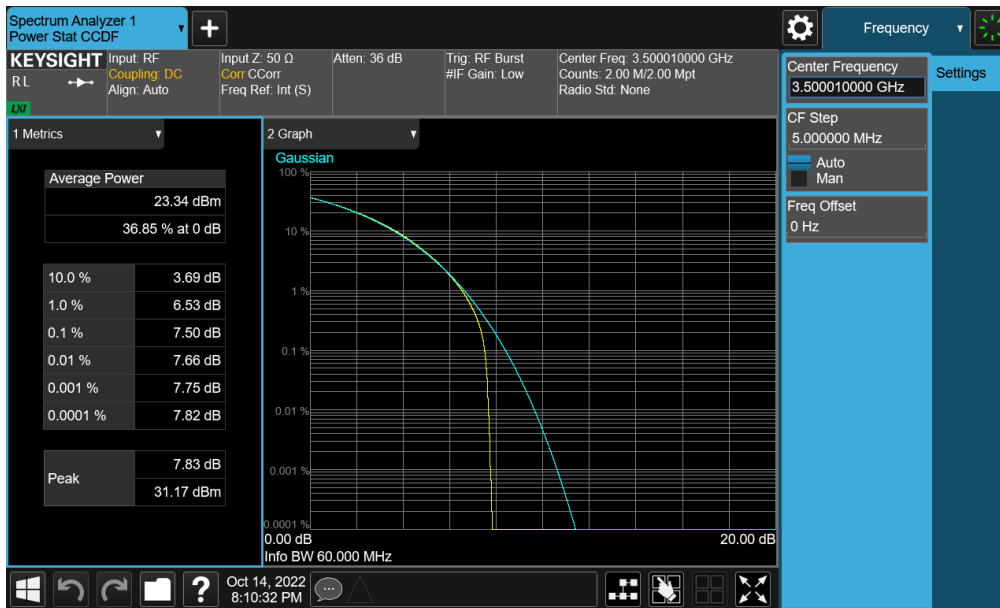 Spectrum Analyzer 1
Power Stat CCDF
+
Frequency
KEYSIGHT
RL
LXI
Input: RF
Coupling: DC
Align: Auto
Input Z: 50 Ω
Corr CCorr
Freq Ref: Int (S)
Atten: 36 dB
Trig: RF Burst
#IF Gain: Low
Center Freq: 3.500010000 GHz
Counts: 2.00 M/2.00 Mpt
Radio Std: None
Center Frequency
3.500010000 GHz
Settings
CF Step
5.000000 MHz
Auto
Man
Freq Offset
0 Hz
1 Metrics
Average Power
23.34 dBm
36.85 % at 0 dB
10.0 % 3.69 dB
1.0 % 6.53 dB
0.1 % 7.50 dB
0.01 % 7.66 dB
0.001 % 7.75 dB
0.0001 % 7.82 dB
Peak
7.83 dB
31.17 dBm
2 Graph
Gaussian
100 %
10 %
1 %
0.1 %
0.01 %
0.001 %
0.0001 %
0.00 dB 20.00 dB
Info BW 60.000 MHz
?
Oct 14, 2022
8:10:32 PM